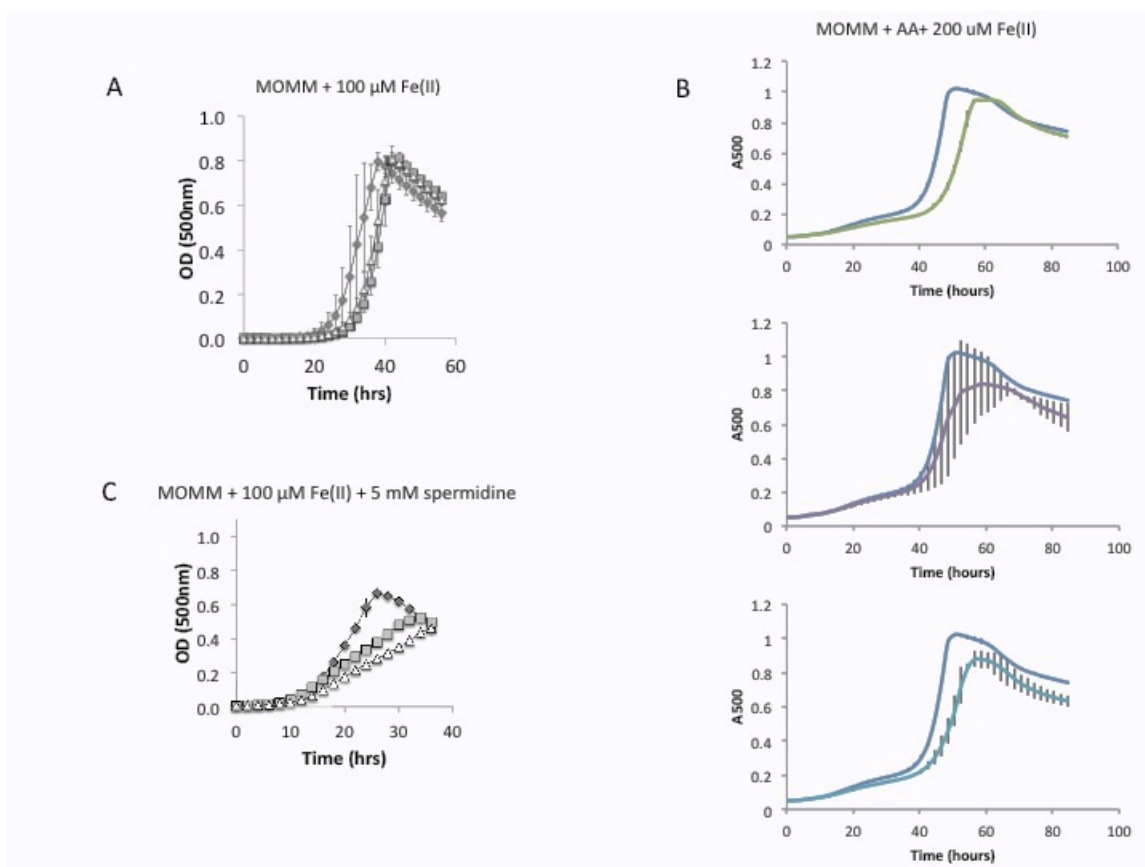 A
MOMM + 100 µM Fe(II)
OD (500nm)
1.0
0.8
0.6
0.4
0.2
0.0
0 20 40 60
Time (hrs)
C
MOMM + 100 µM Fe(II) + 5 mM spermidine
OD (500nm)
1.0
0.8
0.6
0.4
0.2
0.0
0 10 20 30 40
Time (hrs)
B
MOMM + AA+ 200 uM Fe(II)
A500
1.2
1
0.8
0.6
0.4
0.2
0
0 20 40 60 80 100
Time (hours)
A500
1.2
1
0.8
0.6
0.4
0.2
0
0 20 40 60 80 100
Time (hours)
A500
1.2
1
0.8
0.6
0.4
0.2
0
0 20 40 60 80 100
Time (hours)